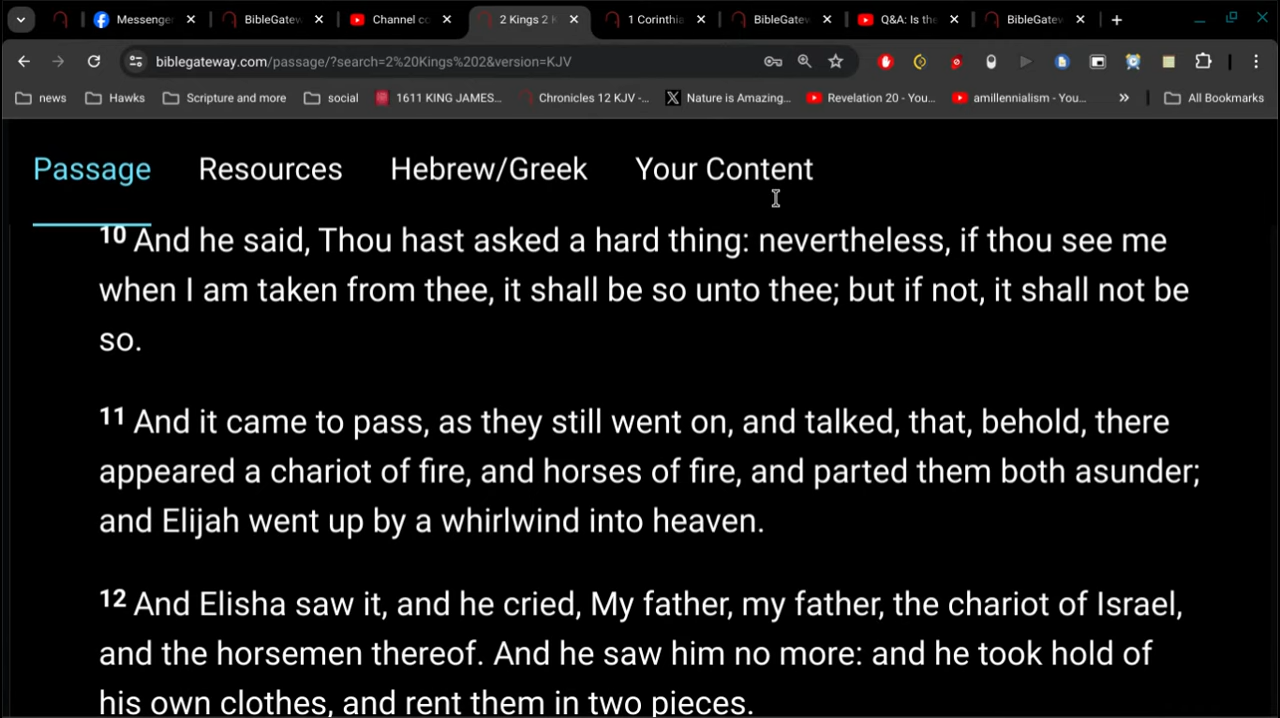 Messenger
BibleGatew
Channel co
2 Kings 2 K
1 Corinthia
BibleGatew
Q&A: Is the
BibleGatew
biblegateway.com/passage/?search=2%20Kings%202&version=KJV
news
Hawks
Scripture and more
social
1611 KING JAMES...
Chronicles 12 KJV -...
Nature is Amazing...
Revelation 20 - You...
amillennialism - You...
»
All Bookmarks
Passage
Resources
Hebrew/Greek
Your Content
10 And he said, Thou hast asked a hard thing: nevertheless, if thou see me
when I am taken from thee, it shall be so unto thee; but if not, it shall not be
so.
11 And it came to pass, as they still went on, and talked, that, behold, there
appeared a chariot of fire, and horses of fire, and parted them both asunder;
and Elijah went up by a whirlwind into heaven.
12 And Elisha saw it, and he cried, My father, my father, the chariot of Israel,
and the horsemen thereof. And he saw him no more: and he took hold of
his own clothes, and rent them in two pieces.